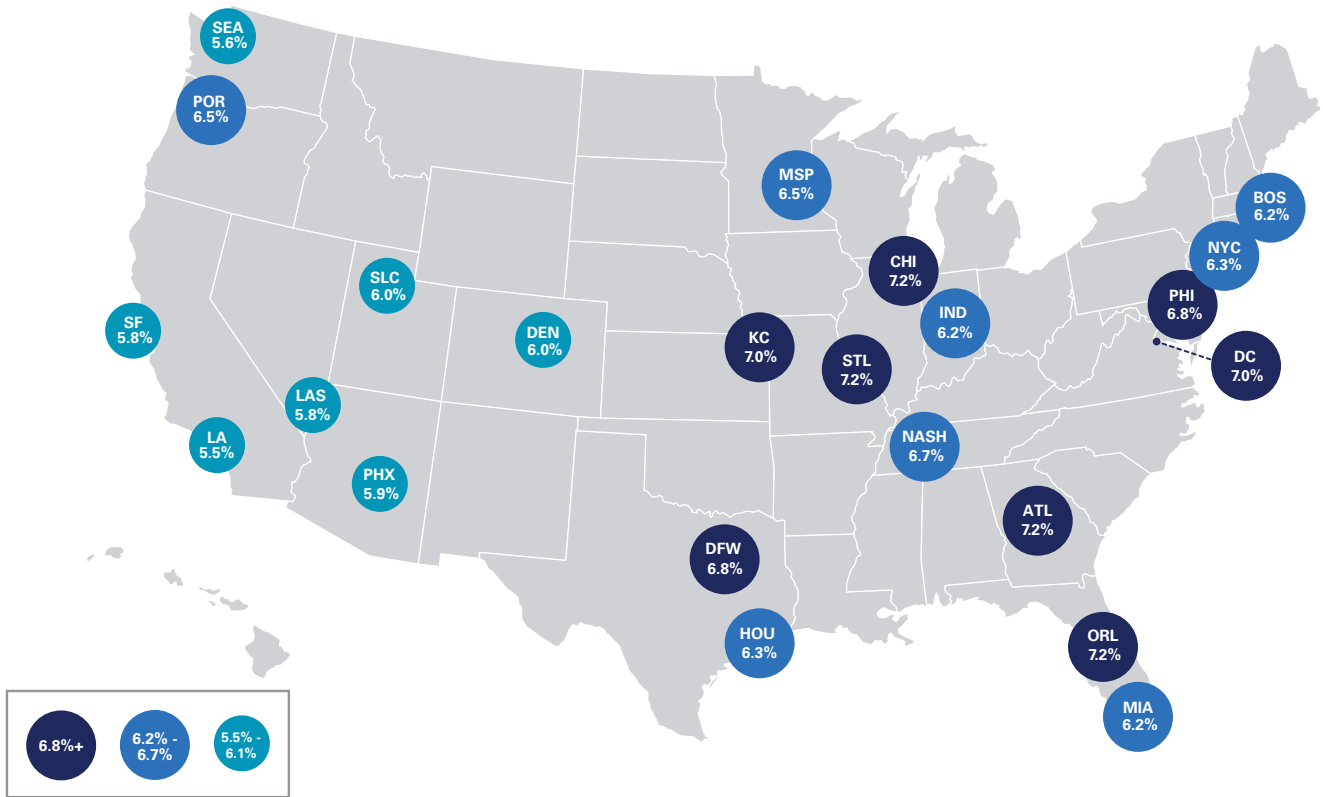 SEA
5.6%
POR
6.5%
MSP
6.5%
BOS
6.2%
NYC
6.3%
CHI
7.2%
SLC
6.0%
PHI
6.8%
IND
6.2%
SF
5.8%
DEN
6.0%
KC
7.0%
STL
7.2%
DC
7.0%
LAS
5.8%
LA
5.5%
NASH
6.7%
PHX
5.9%
ATL
7.2%
DFW
6.8%
HOU
6.3%
ORL
7.2%
MIA
6.2%
6.8%+
6.2% -
6.7%
5.5% -
6.1%